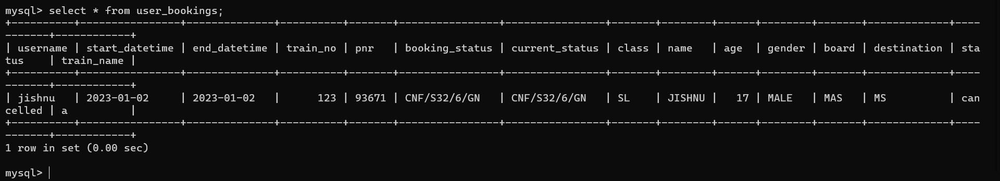 mysql> select * from user_bookings;
+----------+----------------+--------------+----------+-------+----------------+----------------+-------+--------+------+--------+-------+-------------+----
-------+------------+
| username | start_datetime | end_datetime | train_no | pnr   | booking_status | current_status | class | name   | age  | gender | board | destination | sta
tus    | train_name |
+----------+----------------+--------------+----------+-------+----------------+----------------+-------+--------+------+--------+-------+-------------+----
-------+------------+
| jishnu   | 2023-01-02     | 2023-01-02   |      123 | 93671 | CNF/S32/6/GN   | CNF/S32/6/GN   | SL    | JISHNU |   17 | MALE   | MAS   | MS          | can
celled | a          |
+----------+----------------+--------------+----------+-------+----------------+----------------+-------+--------+------+--------+-------+-------------+----
-------+------------+
1 row in set (0.00 sec)
mysql>